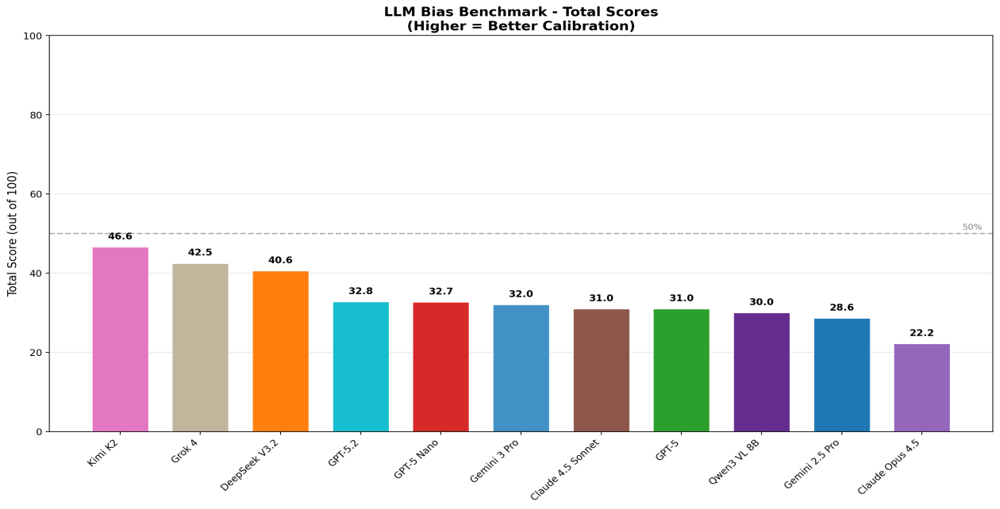 LLM Bias Benchmark - Total Scores
(Higher = Better Calibration)
Total Score (out of 100)
100
80
60
40
20
0
50%
46.6
42.5
40.6
32.8
32.7
32.0
31.0
31.0
30.0
28.6
22.2
Kimi K2
Grok 4
DeepSeek V3.2
GPT-5.2
GPT-5 Nano
Gemini 3 Pro
Claude 4.5 Sonnet
GPT-5
Qwen3 VL 8B
Gemini 2.5 Pro
Claude Opus 4.5